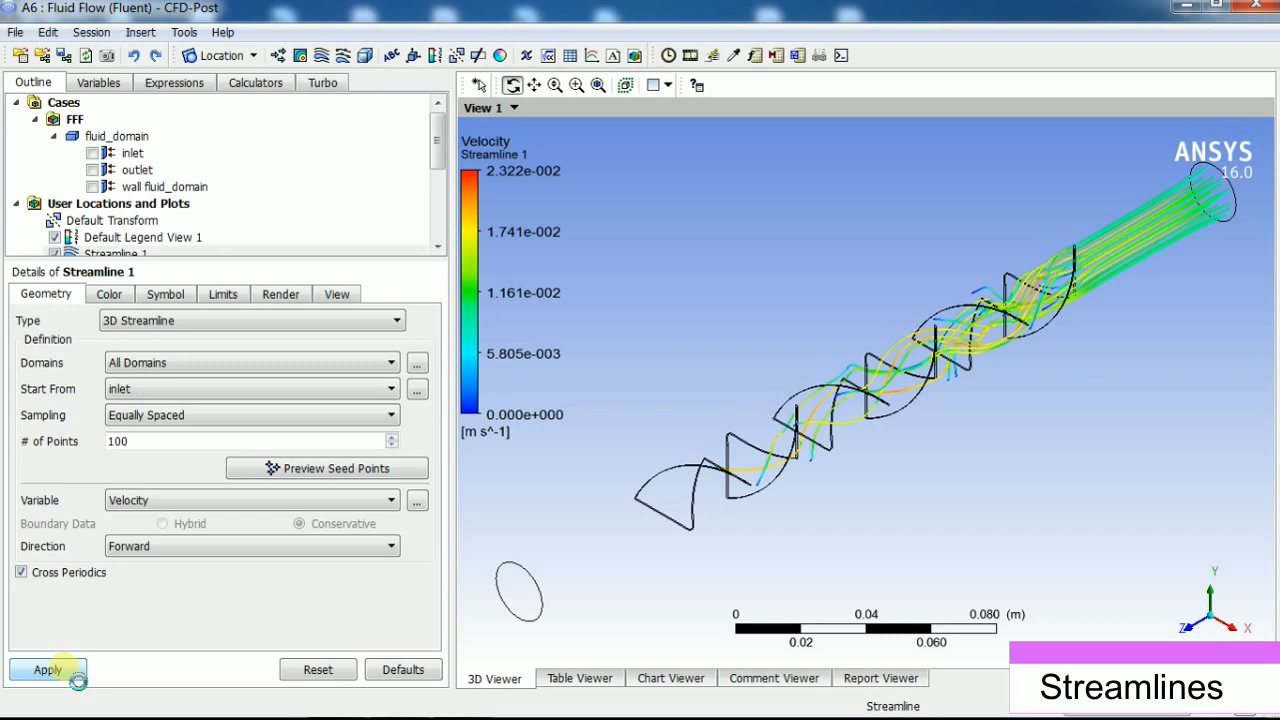 A6 : Fluid Flow (Fluent) - CFD-Post
File Edit Session Insert Tools Help
Location
Outline Variables Expressions Calculators Turbo
Cases
FFF
fluid_domain
inlet
outlet
wall fluid_domain
User Locations and Plots
Default Transform
Default Legend View 1
Streamline 1
Details of Streamline 1
Geometry Color Symbol Limits Render View
Type 3D Streamline
Definition
Domains All Domains ...
Start From inlet ...
Sampling Equally Spaced
# of Points 100
Preview Seed Points
Variable Velocity ...
Boundary Data Hybrid Conservative
Direction Forward
Cross Periodics
Apply Reset Defaults
View 1
Velocity
Streamline 1
2.322e-002
1.741e-002
1.161e-002
5.805e-003
0.000e+000
[m s^-1]
ANSYS
16.0
0 0.04 0.080 (m)
0.02 0.060
Y
Z X
3D Viewer Table Viewer Chart Viewer Comment Viewer Report Viewer
Streamline
Streamlines